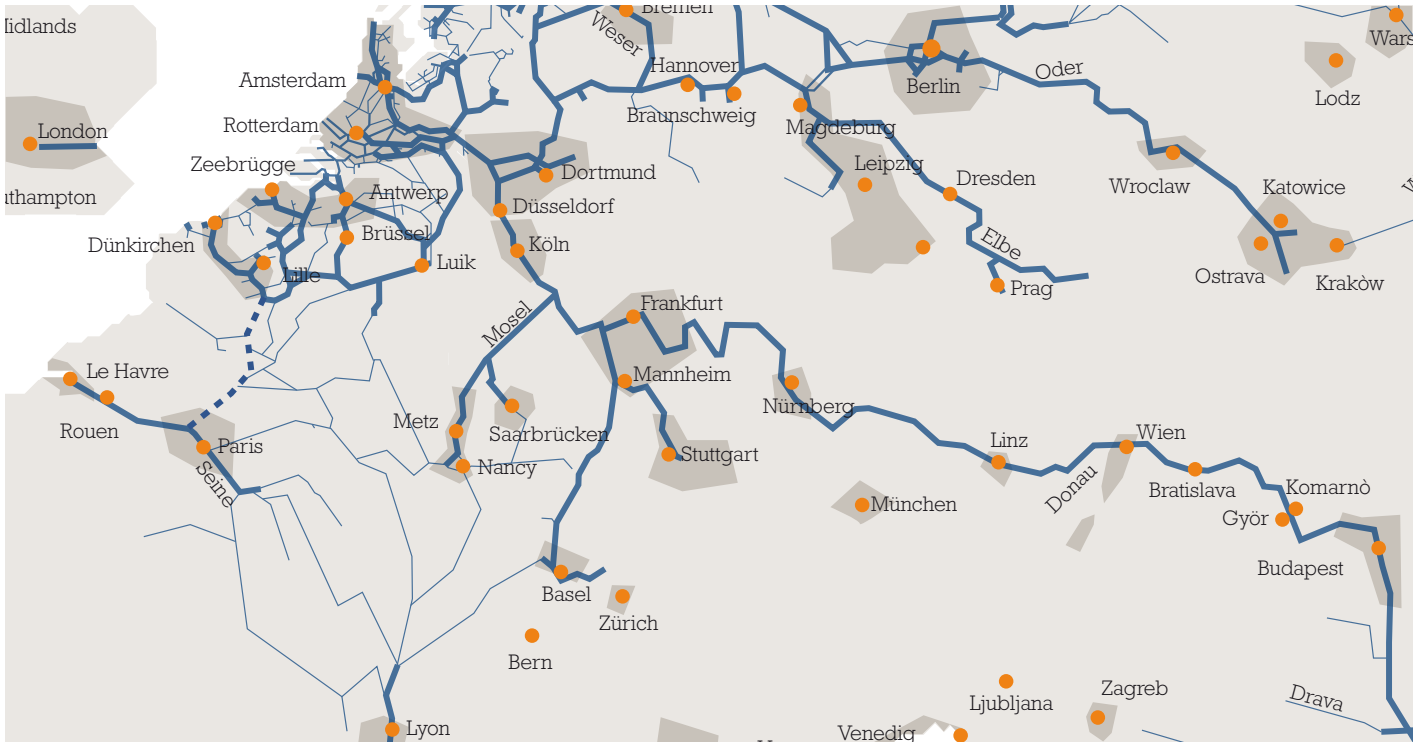 Bremen
Weser
idlands
Wars
Hannover
Oder
Amsterdam
Berlin
Lodz
Braunschweig
Rotterdam
London
Magdeburg
Zeebrügge
Leipzig
Dortmund
Dresden
Wroclaw
Katowice
Antwerp
uthampton
Düsseldorf
Brüssel
Dünkirchen
Köln
Elbe
Luik
Lille
Ostrava
Krakòw
Prag
Frankfurt
Mosel
Le Havre
Mannheim
Nürnberg
Metz
Rouen
Saarbrücken
Wien
Linz
Paris
Stuttgart
Nancy
Seine
Donau
Bratislava
Komarnò
München
Györ
Budapest
Basel
Zürich
Bern
Zagreb
Ljubljana
Drava
Lyon
Venedig